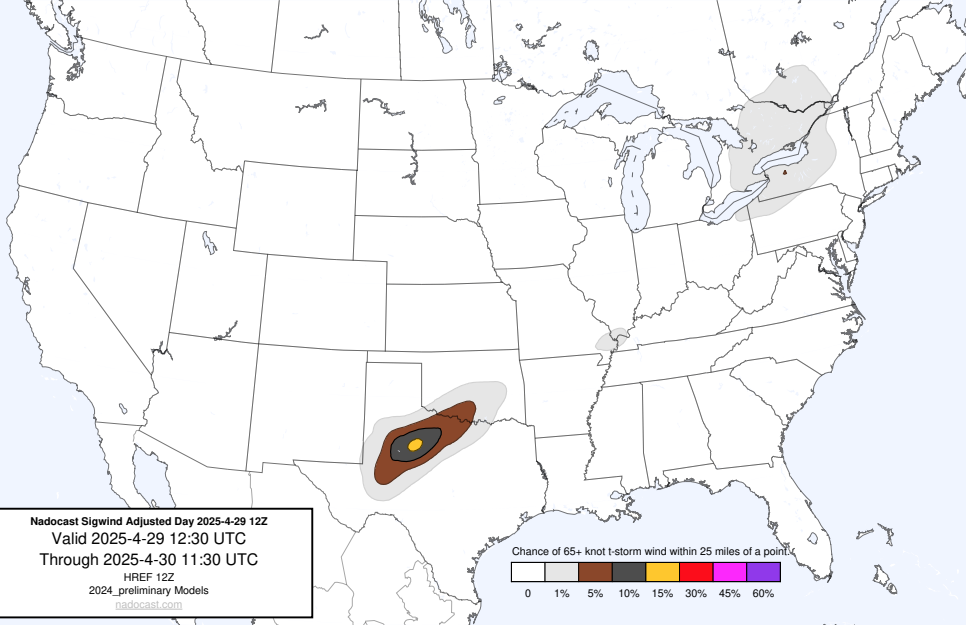 Nadocast Sigwind Adjusted Day 2025-4-29 12Z
Valid 2025-4-29 12:30 UTC
Through 2025-4-30 11:30 UTC
HREF 12Z
2024_preliminary Models
nadocast.com
Chance of 65+ knot t-storm wind within 25 miles of a point.
0 1% 5% 10% 15% 30% 45% 60%